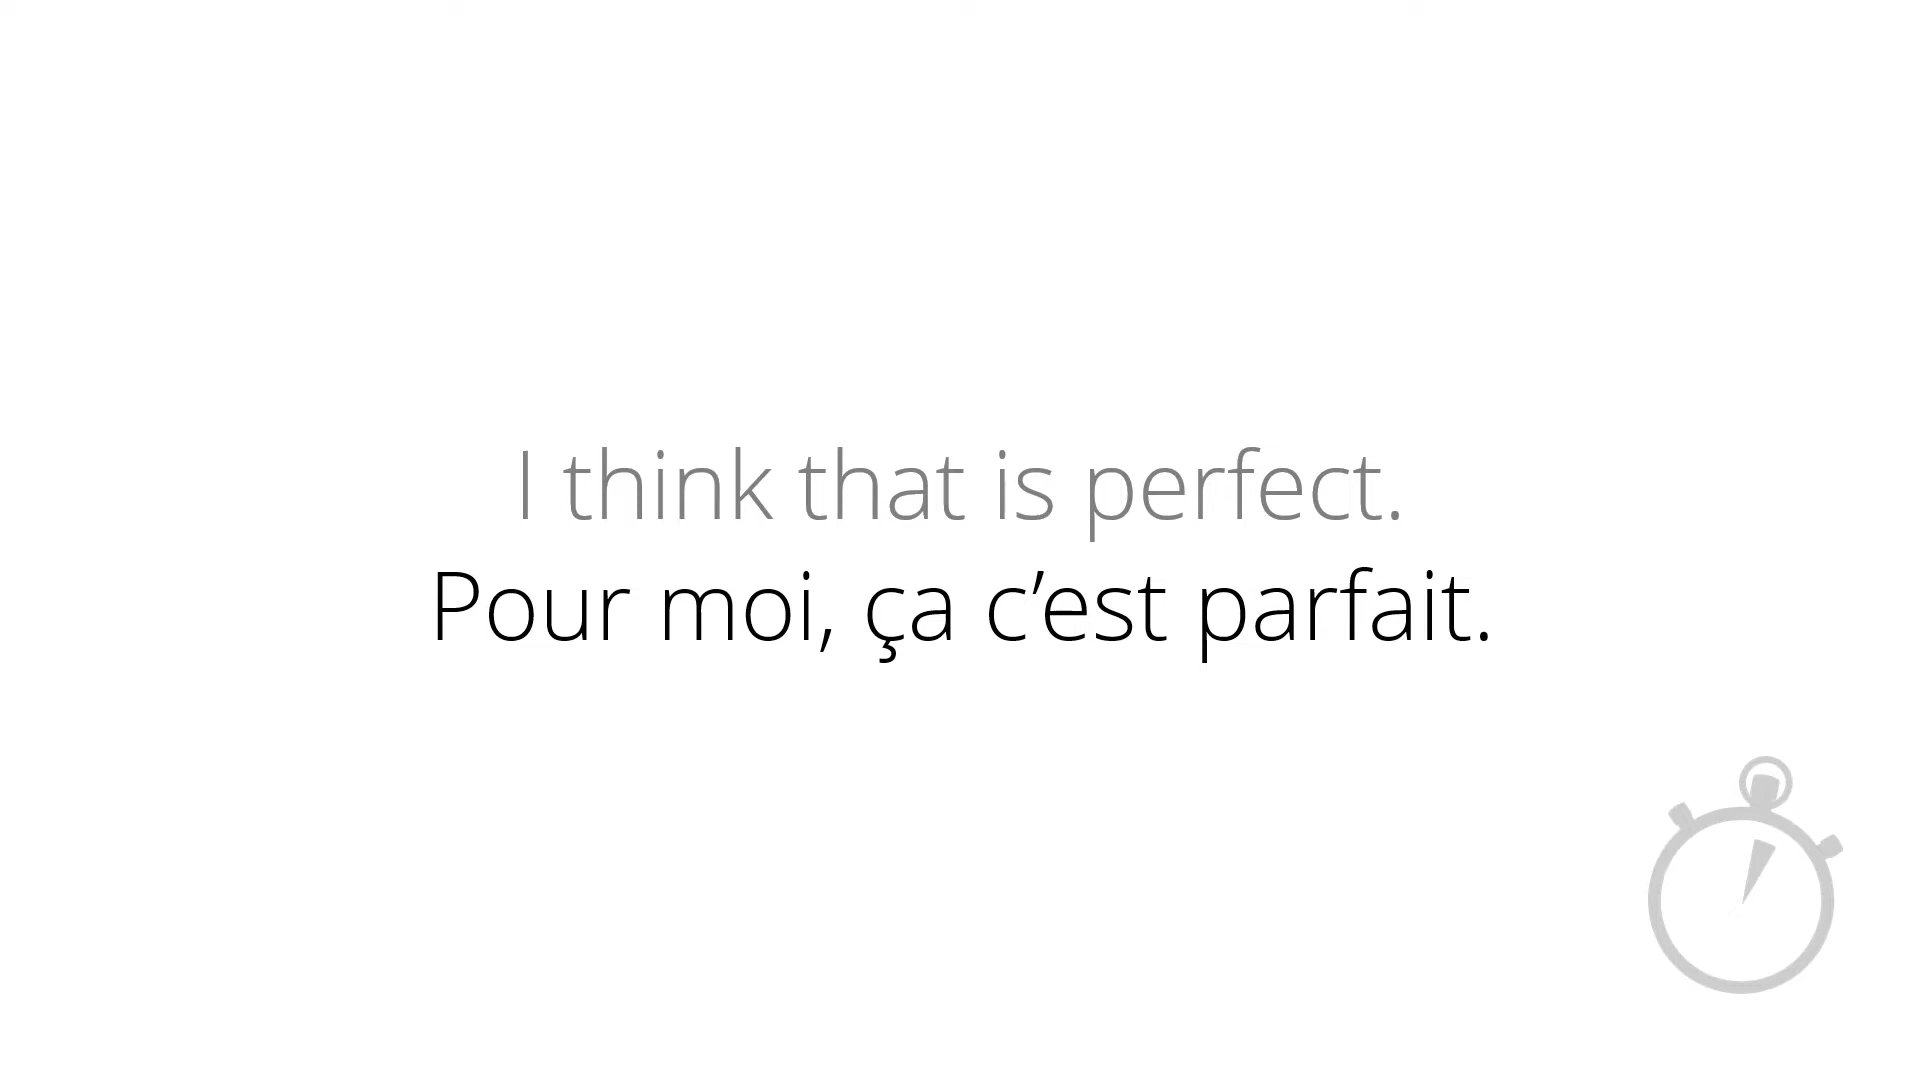 I think that is perfect.
Pour moi, ça c’est parfait.